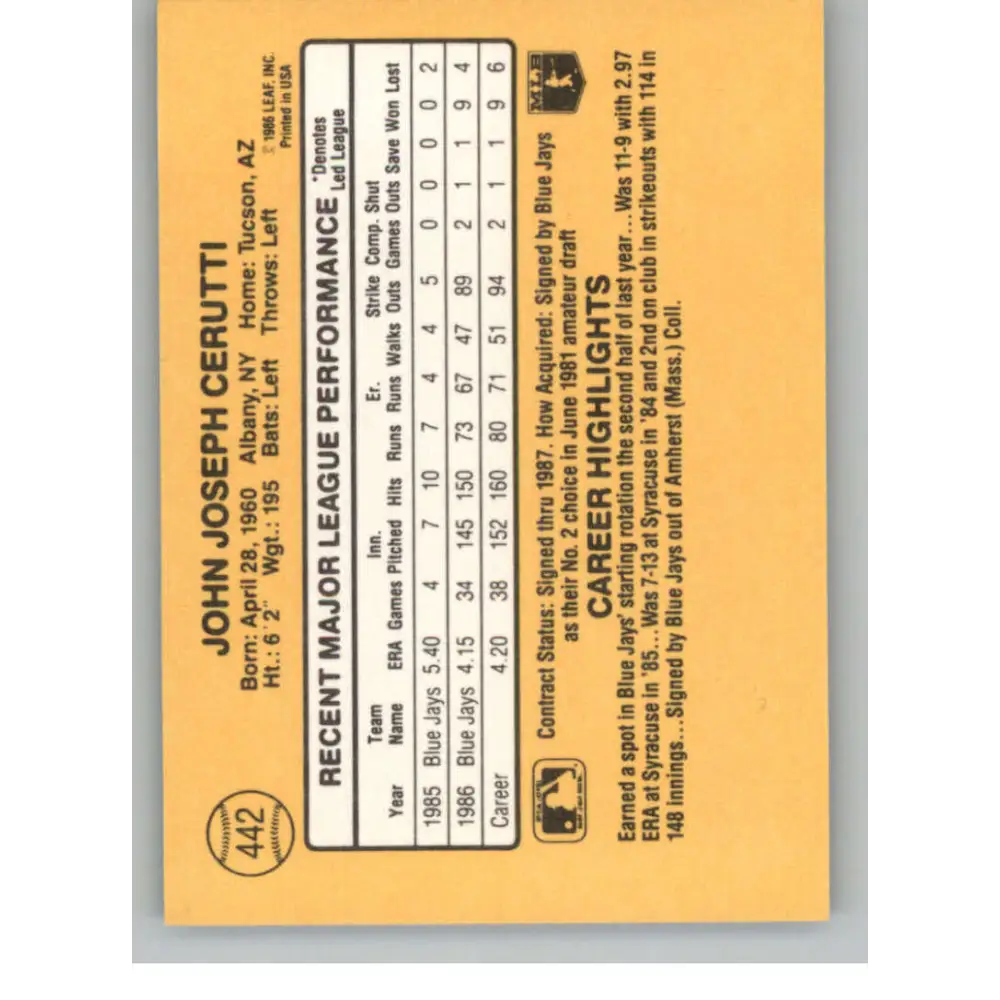 442
JOHN JOSEPH CERUTTI
Born: April 28, 1960 Albany, NY Home: Tucson, AZ
Ht.: 6'2" Wgt.: 195 Bats: Left Throws: Left
© 1986 LEAF, INC.
Printed in USA
RECENT MAJOR LEAGUE PERFORMANCE
*Denotes
Led League
Team Inn. Er. Strike Comp. Shut
Year Name ERA Games Pitched Hits Runs Runs Walks Outs Games Outs Save Won Lost
1985 Blue Jays 5.40 4 7 10 7 4 4 5 0 0 0 0 2
1986 Blue Jays 4.15 34 145 150 73 67 47 89 2 1 1 9 4
Career 4.20 38 152 160 80 71 51 94 2 1 1 9 6
Contract Status: Signed thru 1987. How Acquired: Signed by Blue Jays
as their No. 2 choice in June 1981 amateur draft
MLB
CAREER HIGHLIGHTS
Earned a spot in Blue Jays' starting rotation the second half of last year...Was 11-9 with 2.97
ERA at Syracuse in '85...Was 7-13 at Syracuse in '84 and 2nd on club in strikeouts with 114 in
148 innings...Signed by Blue Jays out of Amherst (Mass.) Coll.